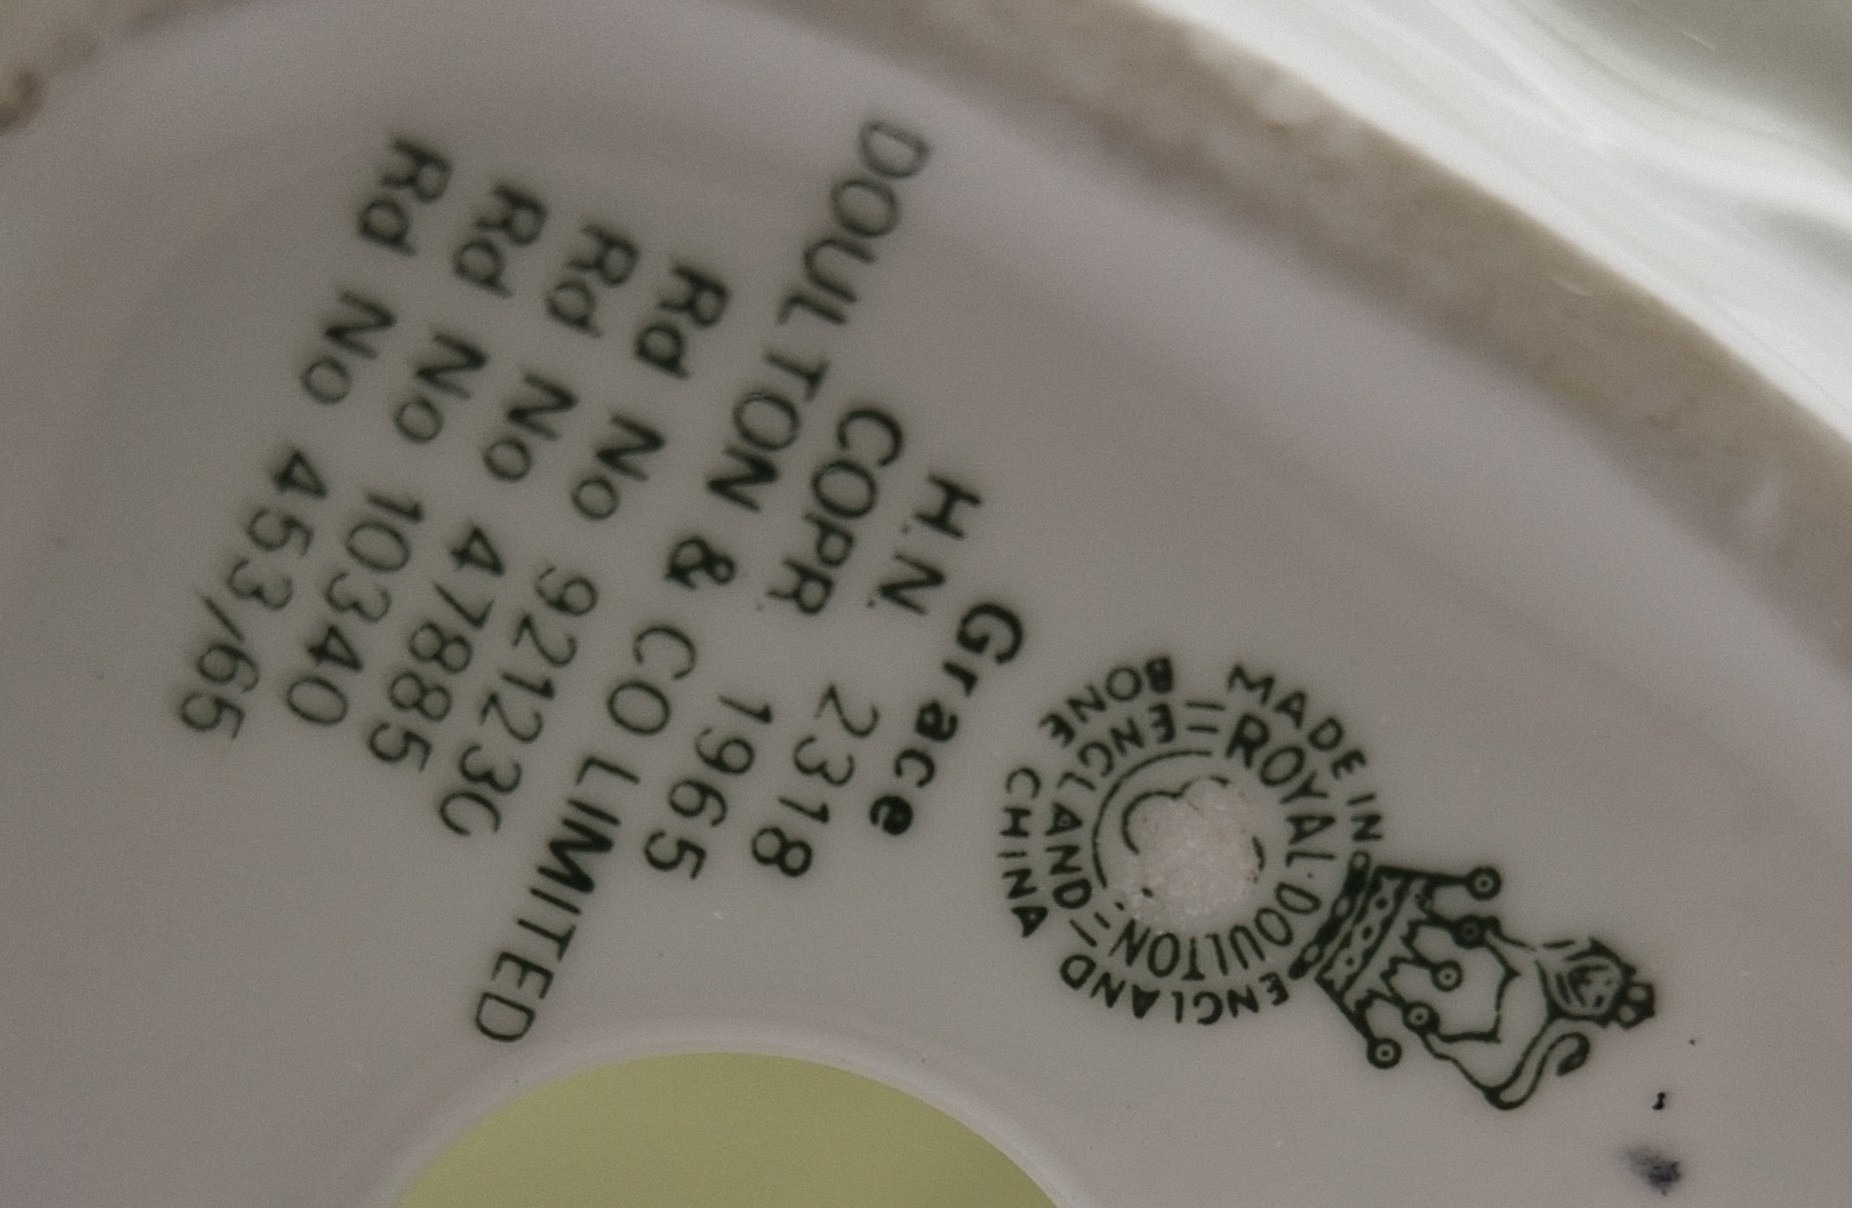 MADE IN ENGLAND
ROYAL·DOULTON
ENGLAND
BONE CHINA
Grace
H.N. 2318
COPR. 1965
DOULTON & CO LIMITED
Rd No 921230
Rd No 47885
Rd No 10340
Rd No 453/65